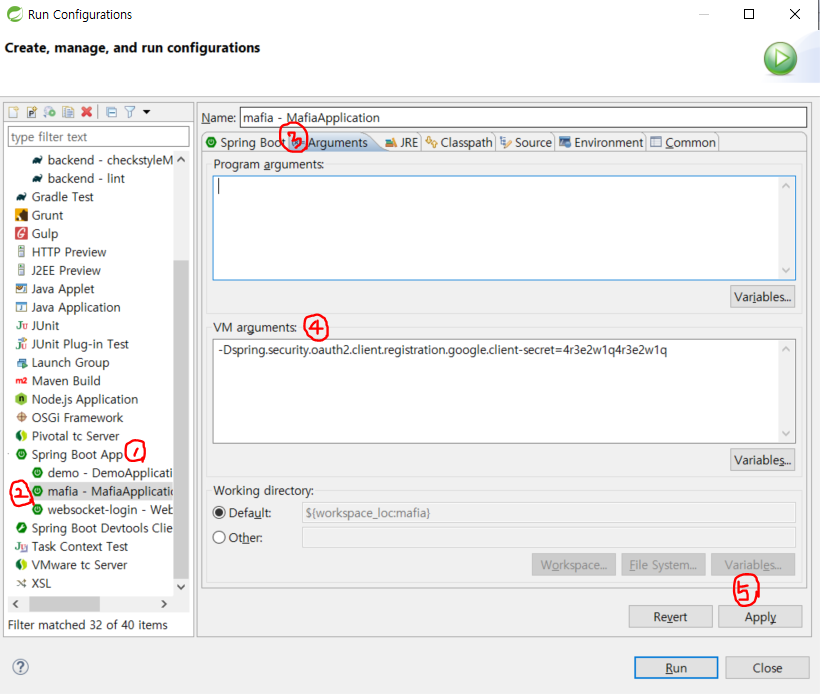 Run Configurations
Create, manage, and run configurations
type filter text
backend - checkstyleM
backend - lint
Gradle Test
Grunt
Gulp
HTTP Preview
J2EE Preview
Java Applet
Java Application
JUnit
JUnit Plug-in Test
Launch Group
Maven Build
Node.js Application
OSGi Framework
Pivotal tc Server
Spring Boot App 1
demo - DemoApplicati
2 mafia - MafiaApplicatio
websocket-login - Web
Spring Boot Devtools Clie
Task Context Test
VMware tc Server
XSL
Filter matched 32 of 40 items
Name: mafia - MafiaApplication
Spring Boot 3 Arguments JRE Classpath Source Environment Common
Program arguments:
Variables...
VM arguments: 4
-Dspring.security.oauth2.client.registration.google.client-secret=4r3e2w1q4r3e2w1q
Variables...
Working directory:
Default: ${workspace_loc:mafia}
Other:
Workspace... File System... Variables...
5
Revert Apply
Run Close